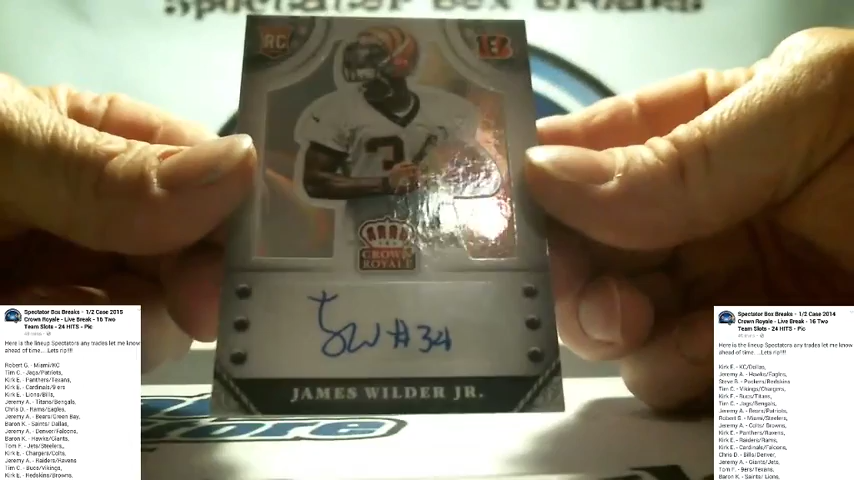 Spectator Box Breaks
RC
3
CROWN
ROYALE
JW #34
JAMES WILDER JR.
Spectator Box Breaks - 1/2 Case 2015
Crown Royale - Live Break - 16 Two
Team Slots - 24 HITS - Pic
Here is the lineup Spectators any trades let me know
ahead of time....Lets rip!!!!
Robert G. - Miami/KC
Tim C. - Jags/Patriots,
Kirk E. - Panthers/Texans,
Kirk E. - Cardinals/9ers
Kirk E. - Lions/Bills,
Jeremy A. - Titans/Bengals,
Chris D. - Rams/Eagles,
Jeremy A. - Bears/Green Bay,
Baron K. - Saints/ Dallas,
Jeremy A. - Denver/Falcons,
Baron K. - Hawks/Giants,
Tom F. - Jets/Steelers,
Kirk E. - Chargers/Colts,
Jeremy A. - Raiders/Ravens
Tim C. - Bucs/Vikings,
Kirk E. - Redskins/Browns.
Spectator Box Breaks - 1/2 Case 2014
Crown Royale - Live Break - 16 Two
Team Slots - 24 HITS - Pic
Here is the lineup Spectators any trades let me know
ahead of time....Lets rip!!!!
Kirk E. - KC/Dallas,
Jeremy A. - Hawks/Eagles,
Steve B. - Packers/Redskins
Tim C. - Vikings/Chargers,
Kirk E. - Bucs/Titans,
Tim C. - Jags/Bengals,
Jeremy A. - Bears/Patriots,
Robert G. - Miami/Steelers,
Jeremy A. - Colts/ Browns,
Kirk E. - Panthers/Ravens,
Kirk E. - Raiders/Rams,
Kirk E. - Cardinals/Falcons,
Chris D. - Bills/Denver,
Jeremy A. - Giants/Jets,
Tom F. - 9ers/Texans,
Baron K. - Saints/ Lions,